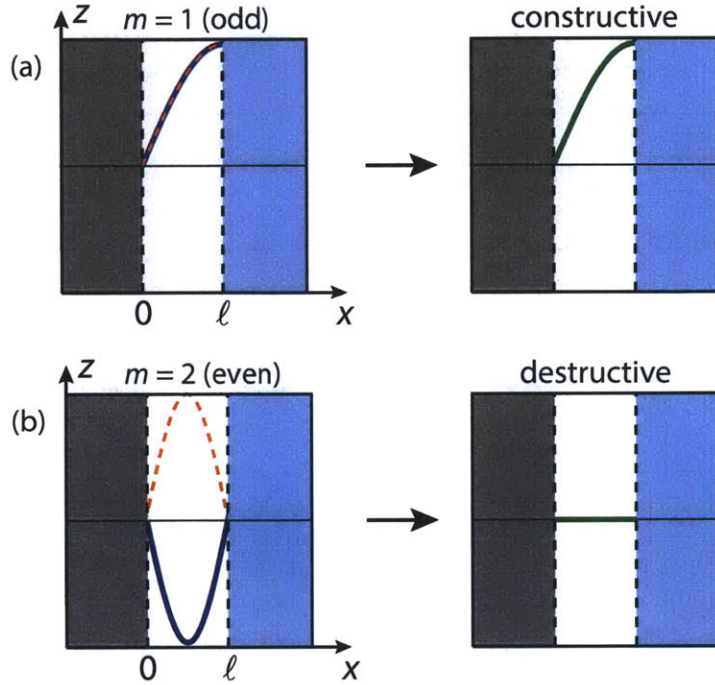 z
m = 1 (odd)
constructive
(a)
0
ℓ
x
z
m = 2 (even)
destructive
(b)
0
ℓ
x